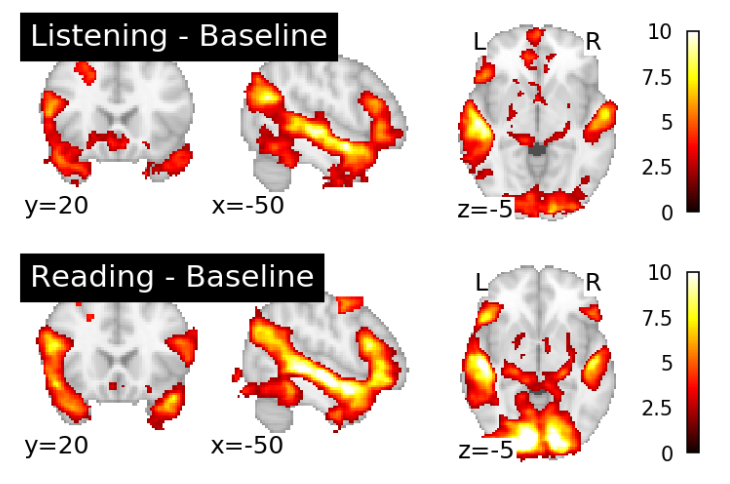 Listening - Baseline
L R
10
7.5
5
2.5
0
y=20 x=-50 z=-5
Reading - Baseline
L R
10
7.5
5
2.5
0
y=20 x=-50 z=-5